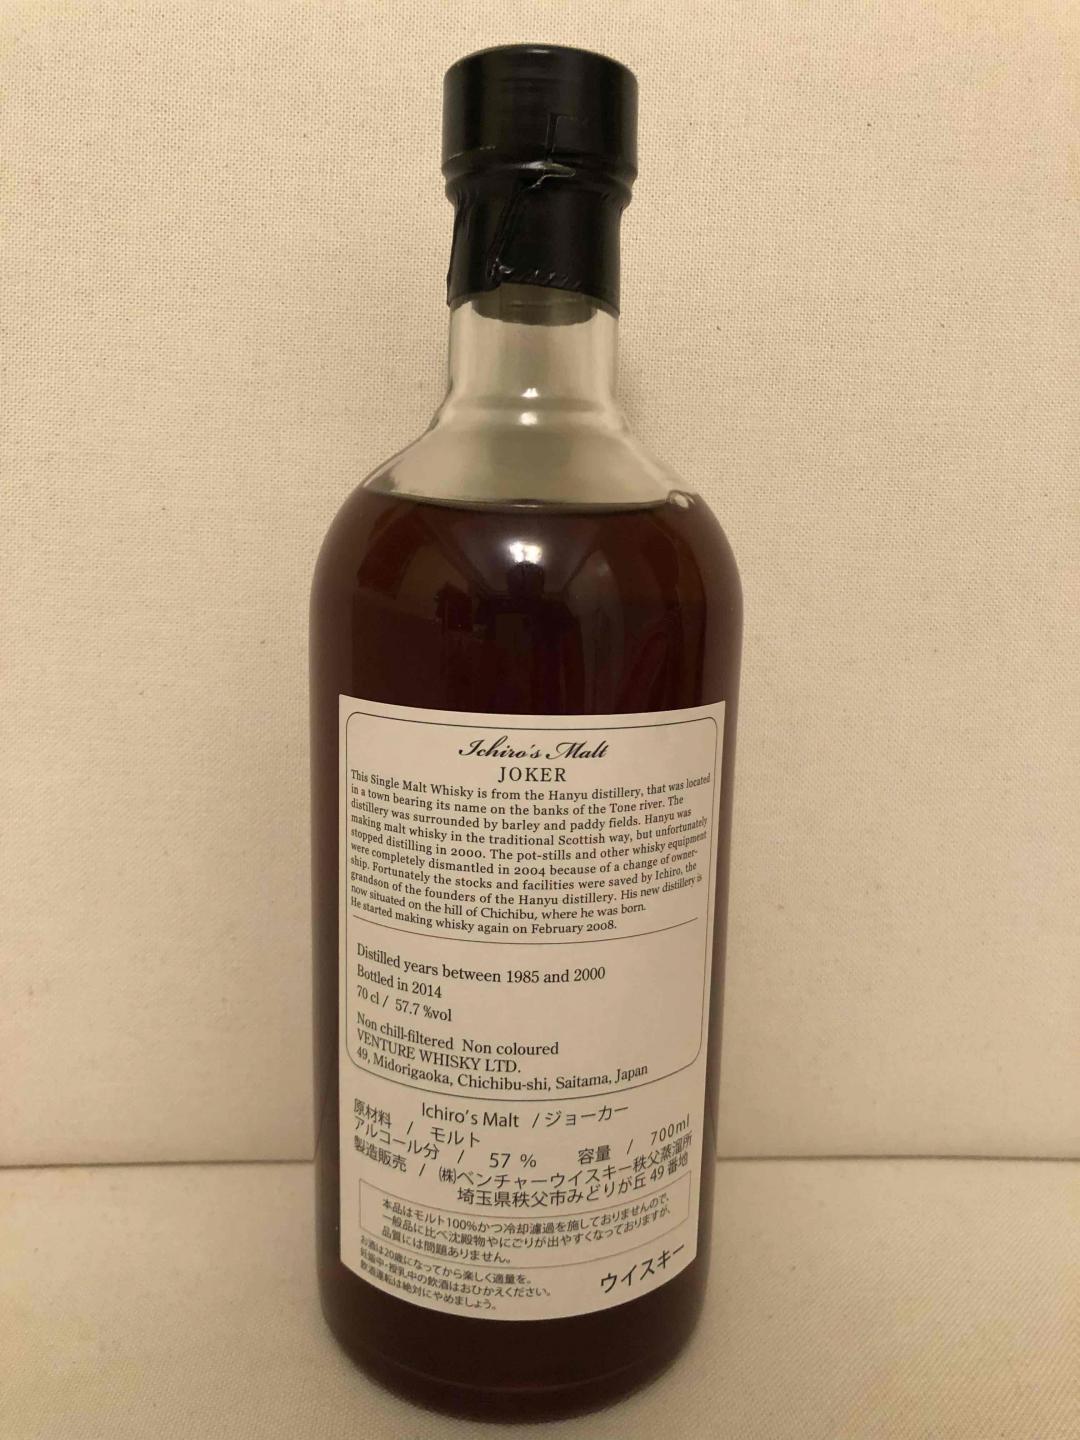 Ichiro's Malt
JOKER
This Single Malt Whisky is from the Hanyu distillery, that was located
in a town bearing its name on the banks of the Tone river. The
distillery was surrounded by barley and paddy fields. Hanyu was
making malt whisky in the traditional Scottish way, but unfortunately
stopped distilling in 2000. The pot-stills and other whisky equipment
were completely dismantled in 2004 because of a change of owner-
ship. Fortunately the stocks and facilities were saved by Ichiro, the
grandson of the founders of the Hanyu distillery. His new distillery is
now situated on the hill of Chichibu, where he was born.
He started making whisky again on February 2008.
Distilled years between 1985 and 2000
Bottled in 2014
70 cl / 57.7 %vol
Non chill-filtered Non coloured
VENTURE WHISKY LTD.
49, Midorigaoka, Chichibu-shi, Saitama, Japan
Ichiro's Malt / ジョーカー
原材料 / モルト
アルコール分 / 57 % 容量 / 700ml
製造販売 / ㈱ベンチャーウイスキー秩父蒸溜所
埼玉県秩父市みどりが丘49番地
本品はモルト100%かつ冷却濾過を施しておりませんので、
一般品に比べ沈殿物やにごりが出やすくなっておりますが、
品質には問題ありません。
お酒は20歳になってから楽しく適量を。
妊娠中・授乳中の飲酒はおひかえください。
飲酒運転は絶対にやめましょう。
ウイスキー